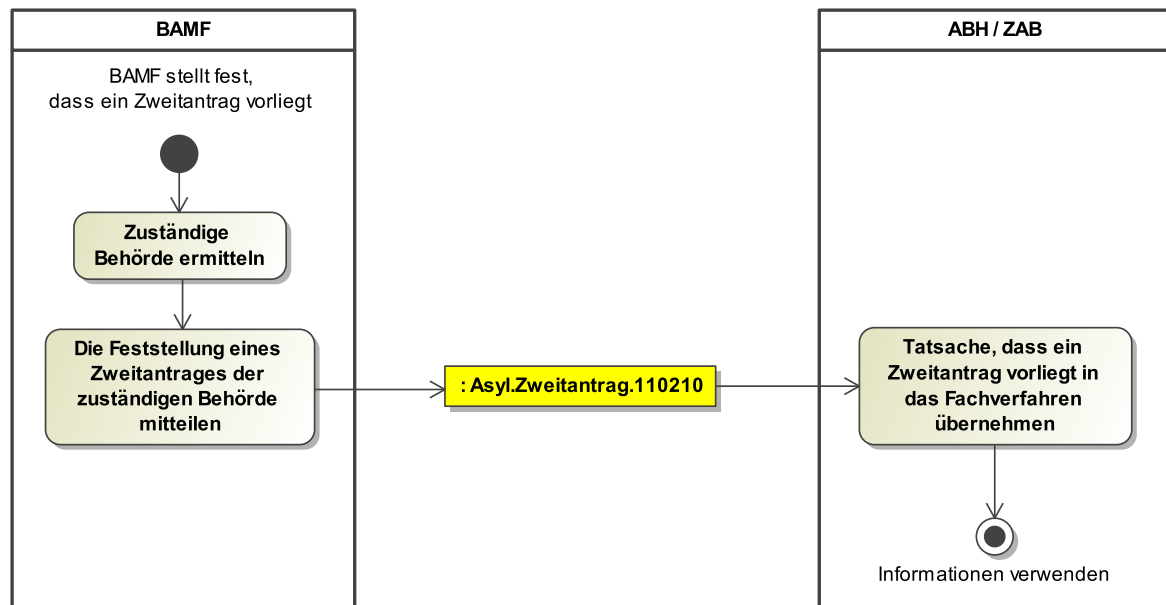 BAMF
BAMF stellt fest,
dass ein Zweitantrag vorliegt
Zuständige
Behörde ermitteln
Die Feststellung eines
Zweitantrages der
zuständigen Behörde
mitteilen
: Asyl.Zweitantrag.110210
ABH / ZAB
Tatsache, dass ein
Zweitantrag vorliegt in
das Fachverfahren
übernehmen
Informationen verwenden